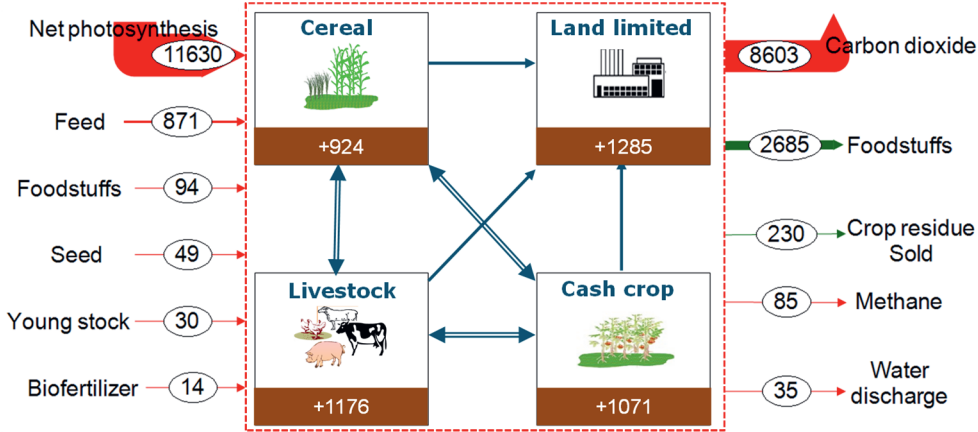 Net photosynthesis
11630
Feed
871
Foodstuffs
94
Seed
49
Young stock
30
Biofertilizer
14
Cereal
+924
Land limited
+1285
Livestock
+1176
Cash crop
+1071
8603
Carbon dioxide
2685
Foodstuffs
230
Crop residue
Sold
85
Methane
35
Water
discharge